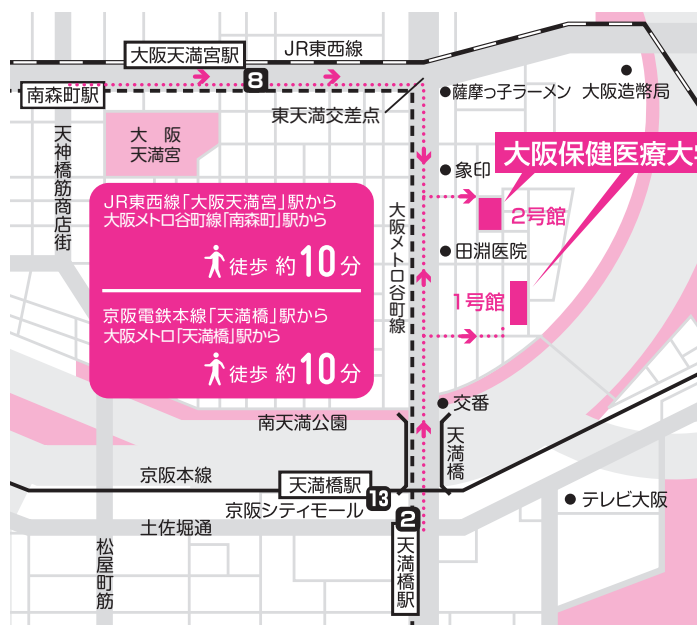 大阪天満宮駅
JR東西線
南森町駅
8
東天満交差点
薩摩っ子ラーメン
大阪造幣局
天神橋筋商店街
大阪
天満宮
象印
大阪保健医療大
2号館
JR東西線「大阪天満宮」駅から
大阪メトロ谷町線「南森町」駅から
徒歩 約10分
京阪電鉄本線「天満橋」駅から
大阪メトロ「天満橋」駅から
徒歩 約10分
大阪メトロ谷町線
田淵医院
1号館
交番
南天満公園
天満橋
京阪本線
天満橋駅
13
京阪シティモール
2
テレビ大阪
土佐堀通
天満橋駅
松屋町筋